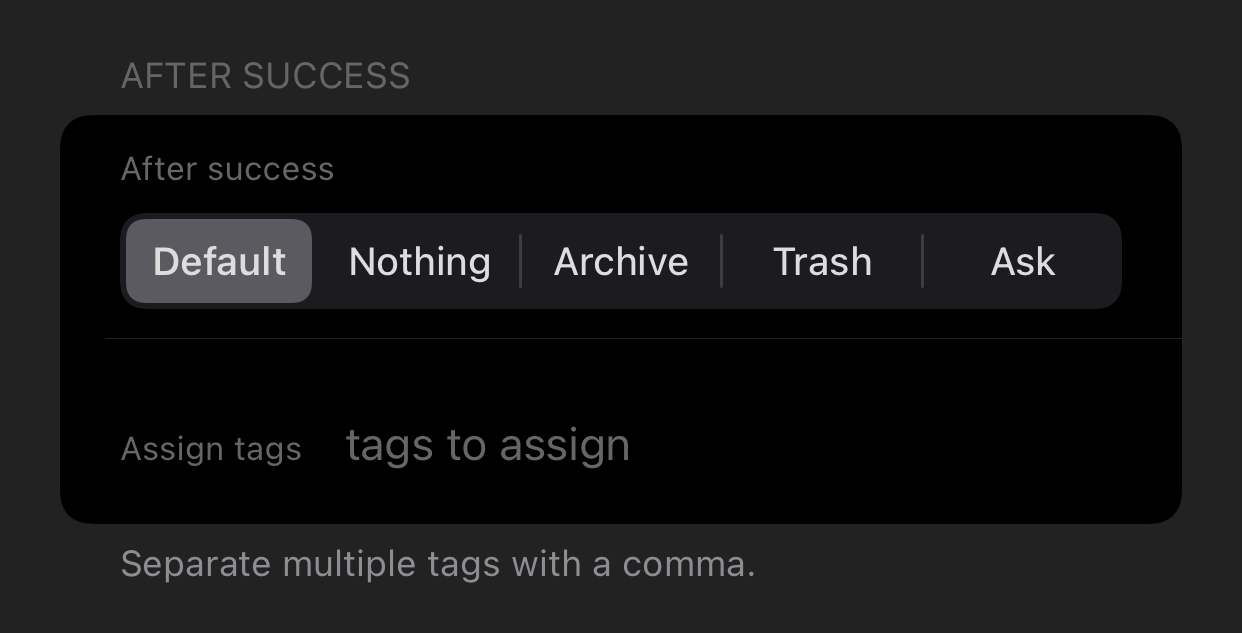 AFTER SUCCESS
After success
Default Nothing Archive Trash Ask
Assign tags tags to assign
Separate multiple tags with a comma.